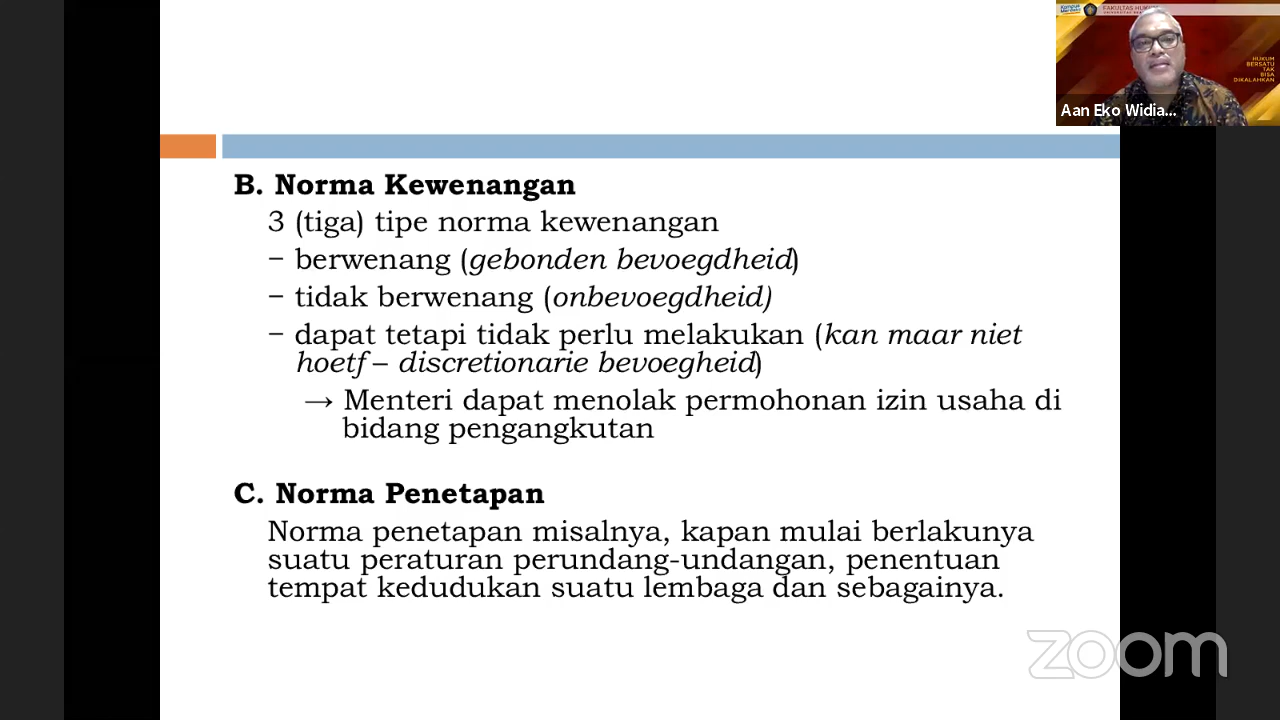 FAKULTAS HUKUM
HUKUM
BERSATU
TAK
BISA
DIKALAHKAN
Aan Eko Widia...
B. Norma Kewenangan
3 (tiga) tipe norma kewenangan
− berwenang (gebonden bevoegdheid)
− tidak berwenang (onbevoegdheid)
− dapat tetapi tidak perlu melakukan (kan maar niet
hoetf – discretionarie bevoegheid)
→ Menteri dapat menolak permohonan izin usaha di
bidang pengangkutan
C. Norma Penetapan
Norma penetapan misalnya, kapan mulai berlakunya
suatu peraturan perundang-undangan, penentuan
tempat kedudukan suatu lembaga dan sebagainya.
zoom